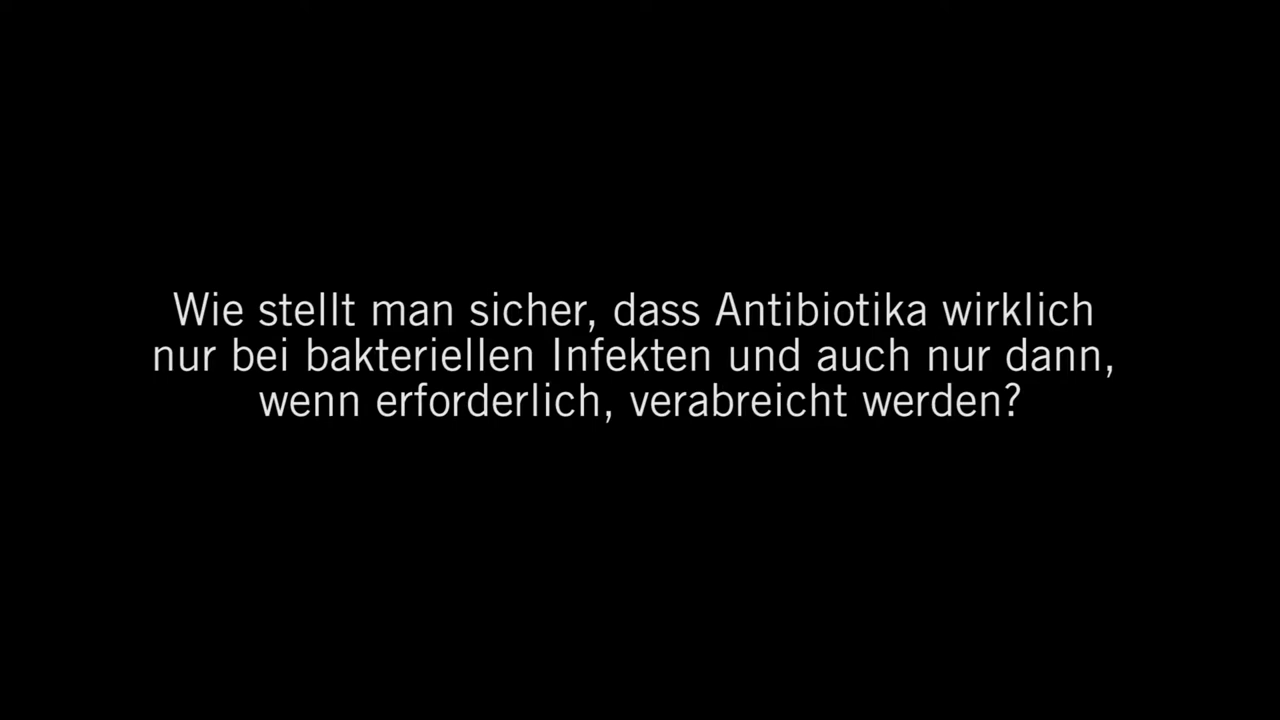 Wie stellt man sicher, dass Antibiotika wirklich
nur bei bakteriellen Infekten und auch nur dann,
wenn erforderlich, verabreicht werden?